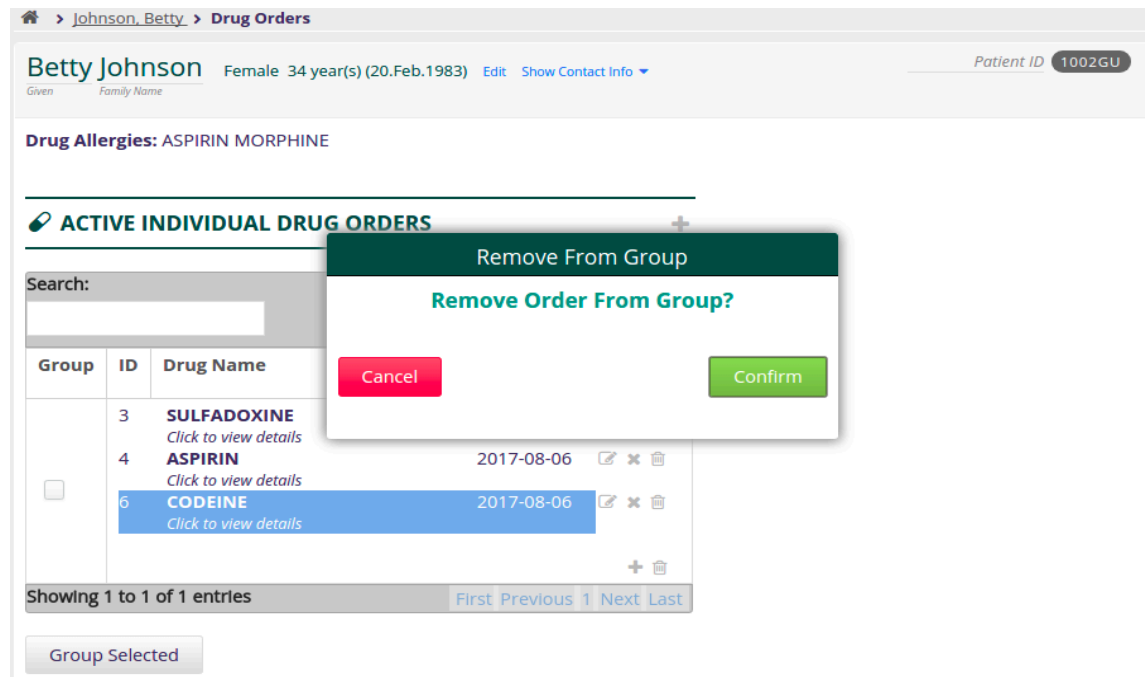 > Johnson, Betty > Drug Orders
Betty Johnson Female 34 year(s) (20.Feb.1983) Edit Show Contact Info Patient ID 1002GU
Given Family Name
Drug Allergies: ASPIRIN MORPHINE
ACTIVE INDIVIDUAL DRUG ORDERS
Remove From Group
Remove Order From Group?
Cancel Confirm
Search:
Group ID Drug Name
3 SULFADOXINE
Click to view details
4 ASPIRIN 2017-08-06
Click to view details
6 CODEINE 2017-08-06
Click to view details
Showing 1 to 1 of 1 entries First Previous 1 Next Last
Group Selected